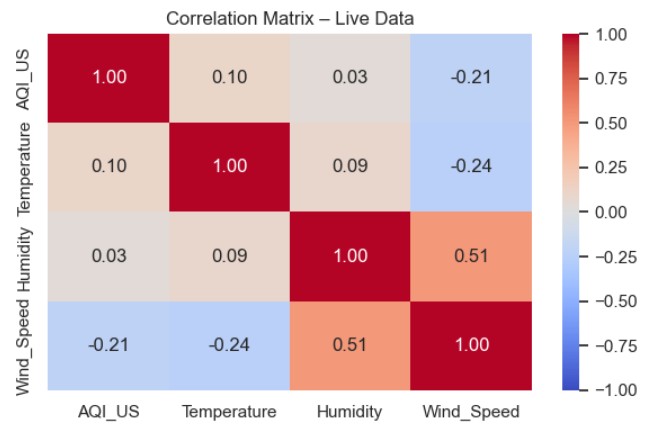 Correlation Matrix – Live Data
AQI_US 1.00 0.10 0.03 -0.21
Temperature 0.10 1.00 0.09 -0.24
Humidity 0.03 0.09 1.00 0.51
Wind_Speed -0.21 -0.24 0.51 1.00
AQI_US Temperature Humidity Wind_Speed
1.00
0.75
0.50
0.25
0.00
−0.25
−0.50
−0.75
−1.00